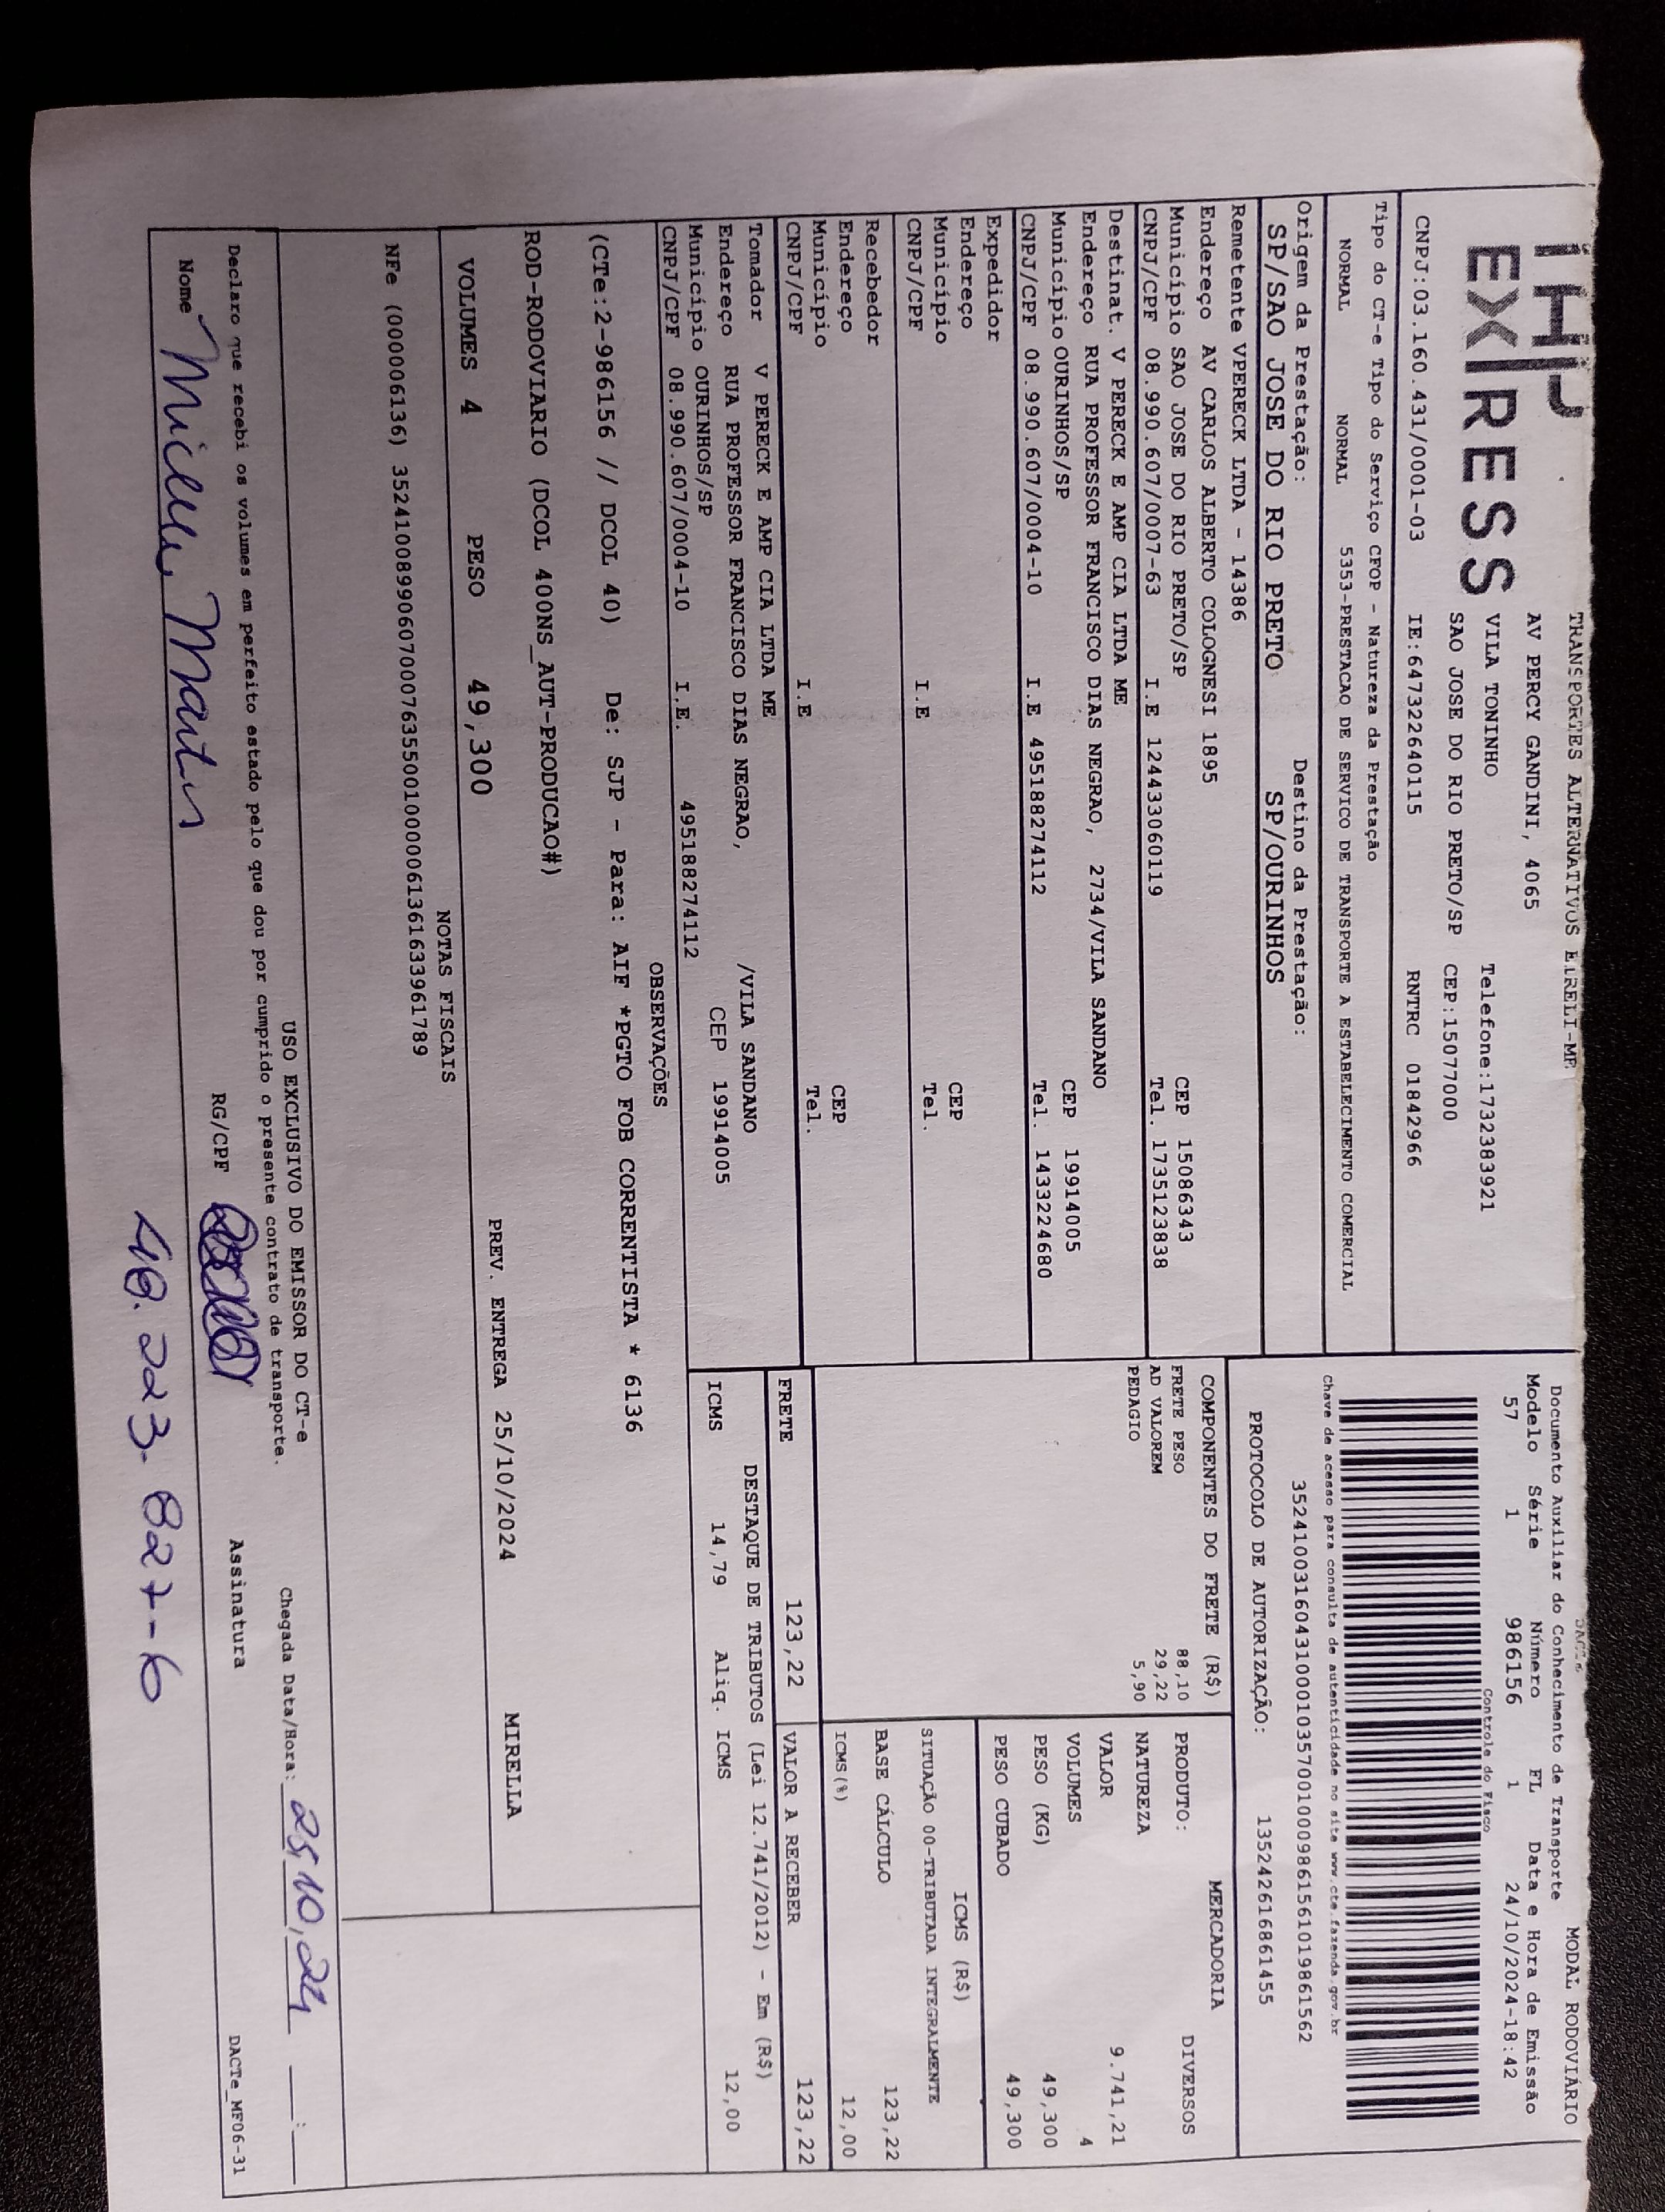 EXPRESS
TRANSPORTES ALTERNATIVOS EIRELI-ME
AV PERCY GANDINI, 4065
VILA TONINHO Telefone:1732383921
SAO JOSE DO RIO PRETO/SP CEP:15077000
CNPJ:03.160.431/0001-03 IE:647322640115 RNTRC 01842966
MODAL RODOVIÁRIO
Documento Auxiliar do Conhecimento de Transporte
Modelo Série Número FL Data e Hora de Emissão
57 1 986156 1 24/10/2024-18:42
Controle do Fisco
Chave de acesso para consulta de autenticidade no site www.cte.fazenda.gov.br
35241003160431000103570010009861561019861562
PROTOCOLO DE AUTORIZAÇÃO: 135242616861455
Tipo do CT-e Tipo do Serviço CFOP - Natureza da Prestação
NORMAL NORMAL 5353-PRESTACAO DE SERVICO DE TRANSPORTE A ESTABELECIMENTO COMERCIAL
Origem da Prestação: Destino da Prestação:
SP/SAO JOSE DO RIO PRETO SP/OURINHOS
Remetente VPERECK LTDA - 14386
Endereço AV CARLOS ALBERTO COLOGNESI 1895
Município SAO JOSE DO RIO PRETO/SP CEP 15086343
CNPJ/CPF 08.990.607/0007-63 I.E 124433060119 Tel. 1735123838
Destinat. V PERECK E AMP CIA LTDA ME
Endereço RUA PROFESSOR FRANCISCO DIAS NEGRAO, 2734/VILA SANDANO
Município OURINHOS/SP CEP 19914005
CNPJ/CPF 08.990.607/0004-10 I.E 495188274112 Tel. 1433224680
Expedidor
Endereço
Município CEP
CNPJ/CPF I.E Tel.
Recebedor
Endereço
Município CEP
CNPJ/CPF I.E Tel.
Tomador V PERECK E AMP CIA LTDA ME
Endereço RUA PROFESSOR FRANCISCO DIAS NEGRAO, /VILA SANDANO
Município OURINHOS/SP CEP 19914005
CNPJ/CPF 08.990.607/0004-10 I.E. 495188274112
COMPONENTES DO FRETE (R$)
FRETE PESO 88,10
AD VALOREM 29,22
PEDAGIO 5,90
MERCADORIA
PRODUTO: DIVERSOS
NATUREZA
VALOR 9.741,21
VOLUMES 4
PESO (KG) 49,300
PESO CUBADO 49,300
ICMS (R$)
SITUAÇÃO 00-TRIBUTADA INTEGRALMENTE
BASE CÁLCULO 123,22
ICMS(%) 12,00
FRETE 123,22 VALOR A RECEBER 123,22
DESTAQUE DE TRIBUTOS (Lei 12.741/2012) - Em (R$)
ICMS 14,79 Aliq. ICMS 12,00
OBSERVAÇÕES
(CTe:2-986156 // DCOL 40) De: SJP - Para: AIF *PGTO FOB CORRENTISTA * 6136
ROD-RODOVIARIO (DCOL 400NS_AUT-PRODUCAO#)
VOLUMES 4 PESO 49,300 PREV. ENTREGA 25/10/2024 MIRELLA
NOTAS FISCAIS
NFe (000006136) 35241008990607000763550010000061361633961789
USO EXCLUSIVO DO EMISSOR DO CT-e
Chegada Data/Hora: 25,10,24 __:__
Declaro que recebi os volumes em perfeito estado pelo que dou por cumprido o presente contrato de transporte.
Nome RG/CPF Assinatura DACTe_MF06-31
48.223.827-6